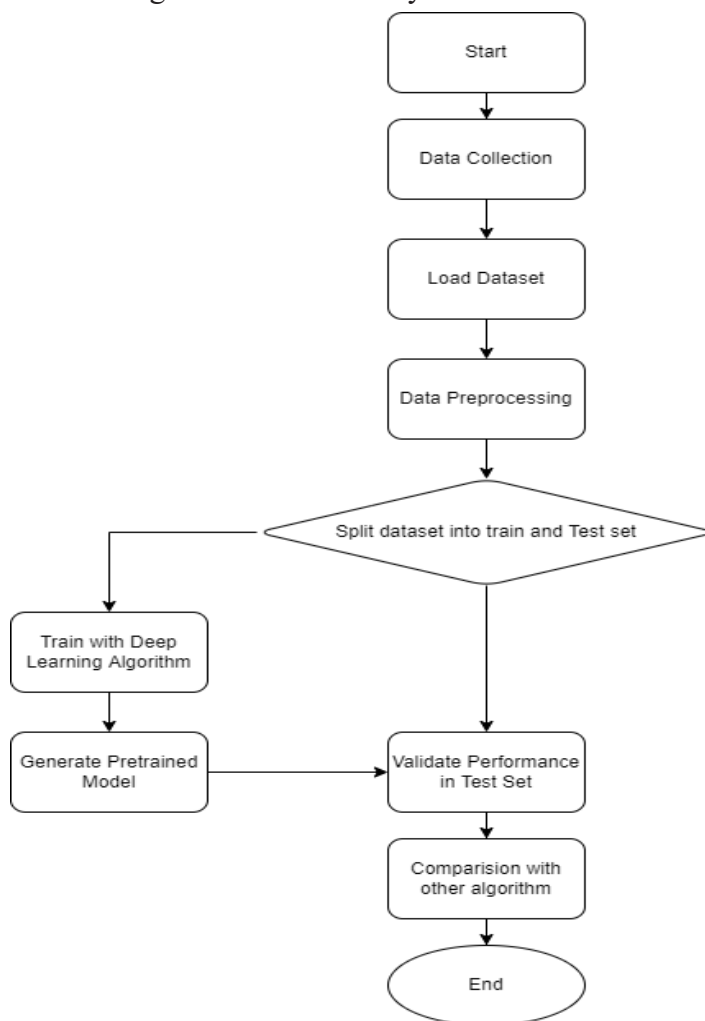 Start
Data Collection
Load Dataset
Data Preprocessing
Split dataset into train and Test set
Train with Deep
Learning Algorithm
Generate Pretrained
Model
Validate Performance
in Test Set
Comparision with
other algorithm
End